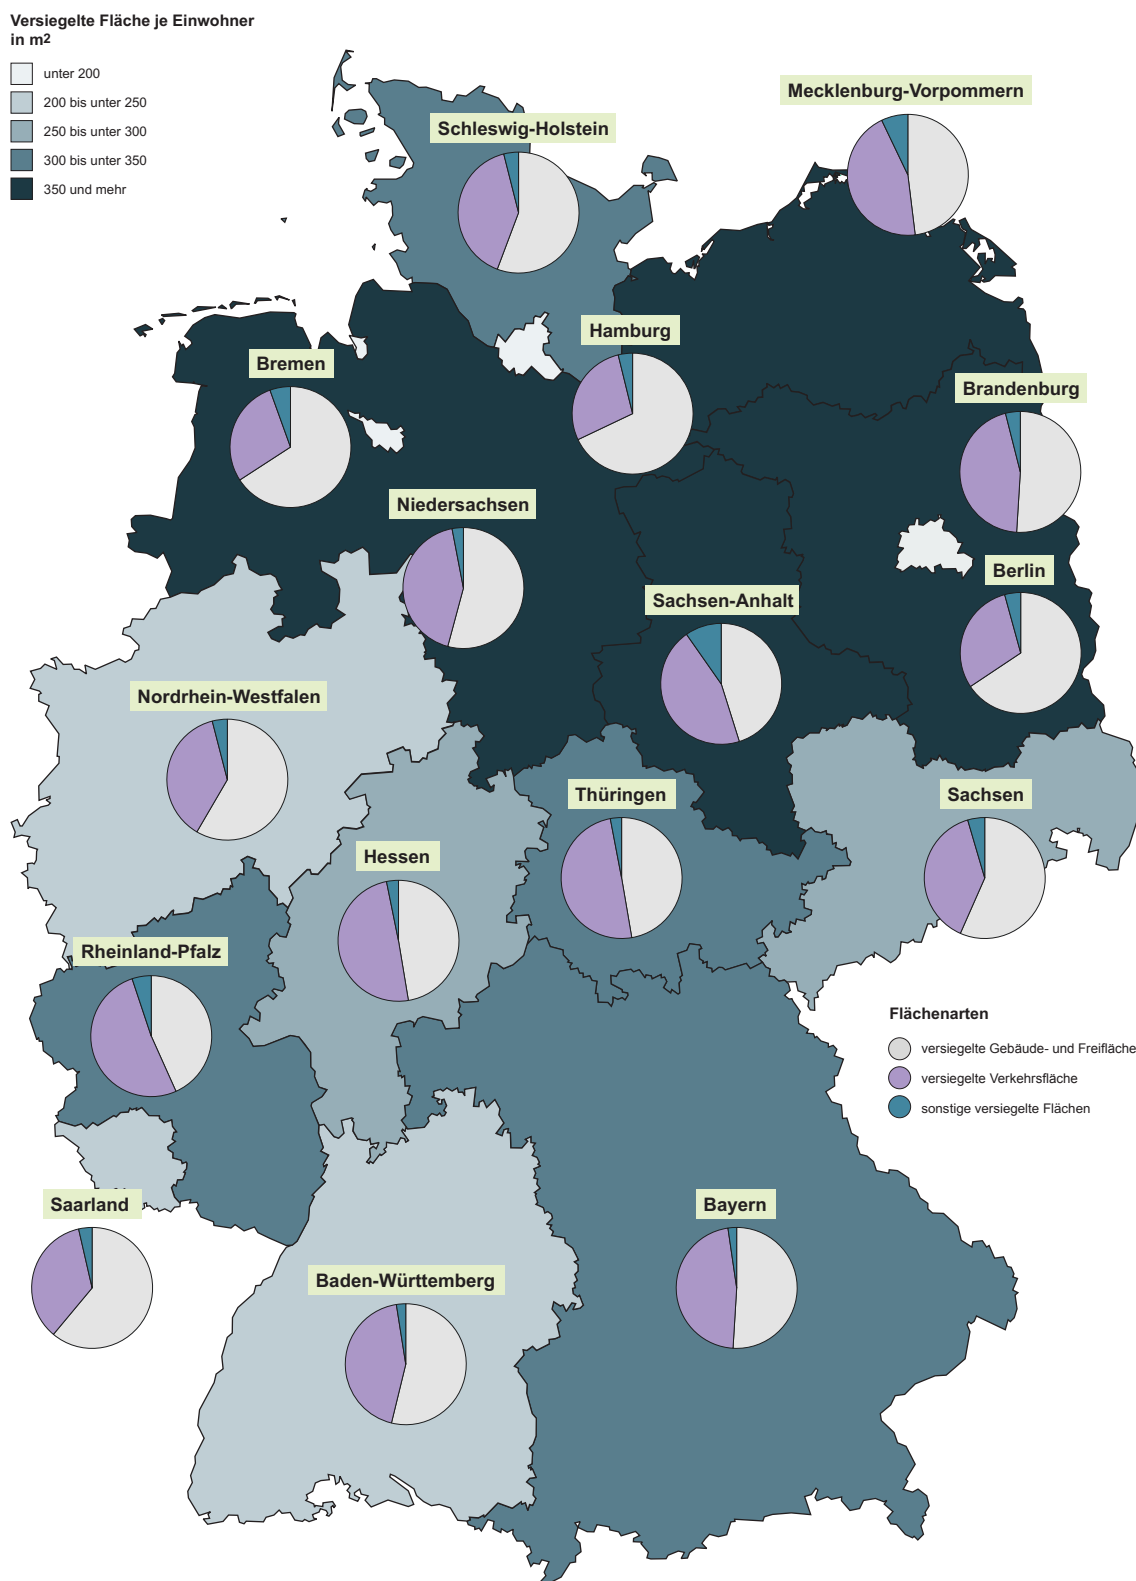 Versiegelte Fläche je Einwohner
in m2
unter 200
200 bis unter 250
250 bis unter 300
300 bis unter 350
350 und mehr
Mecklenburg-Vorpommern
Schleswig-Holstein
Hamburg
Bremen
Brandenburg
Niedersachsen
Berlin
Sachsen-Anhalt
Nordrhein-Westfalen
Thüringen
Sachsen
Hessen
Rheinland-Pfalz
Flächenarten
versiegelte Gebäude- und Freifläche
versiegelte Verkehrsfläche
sonstige versiegelte Flächen
Saarland
Bayern
Baden-Württemberg